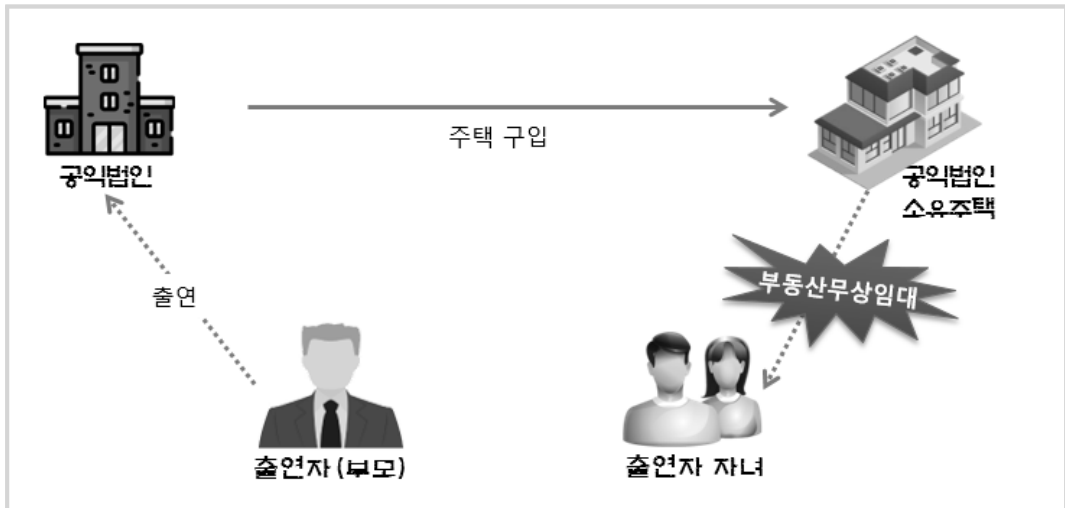 주택 구입
공익법인
공익법인
소유주택
부동산무상임대
출연
출연자(부모)
출연자 자녀